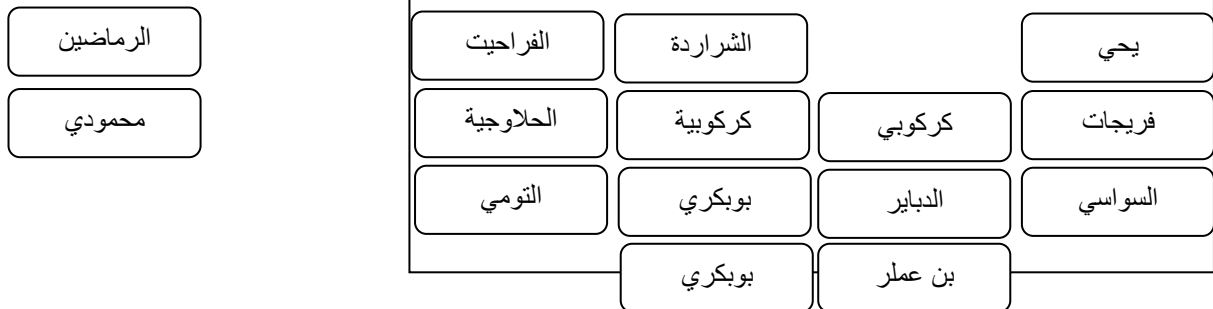 يحي
الشراردة
الفراحيت
الرماضين
فريجات
كركوبي
كركوبية
الحلاوجية
محمودي
السواسي
الدباير
بوبكري
التومي
بن عملر
بوبكري